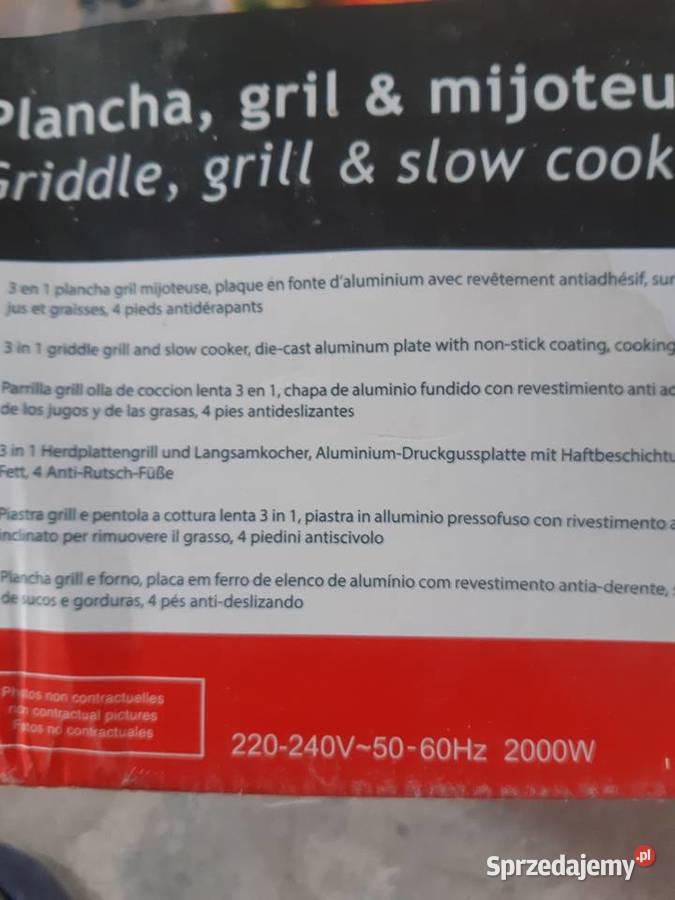 Plancha, gril & mijoteu
Griddle, grill & slow cook
3 en 1 plancha gril mijoteuse, plaque en fonte d'aluminium avec revêtement antiadhésif, sur
jus et graisses, 4 pieds antidérapants
3 in 1 griddle grill and slow cooker, die-cast aluminum plate with non-stick coating, cooking
Parrilla grill olla de coccion lenta 3 en 1, chapa de aluminio fundido con revestimiento anti ad
de los jugos y de las grasas, 4 pies antideslizantes
3 in 1 Herdplattengrill und Langsamkocher, Aluminium-Druckgussplatte mit Haftbeschichtu
Fett, 4 Anti-Rutsch-Füße
Piastra grill e pentola a cottura lenta 3 in 1, piastra in alluminio pressofuso con rivestimento a
inclinato per rimuovere il grasso, 4 piedini antiscivolo
Plancha grill e forno, placa em ferro de elenco de alumínio com revestimento antia-derente, s
de sucos e gorduras, 4 pés anti-deslizando
Photos non contractuelles
non contractual pictures
Fotos no contractuales
220-240V~50-60Hz 2000W
Sprzedajemy.pl